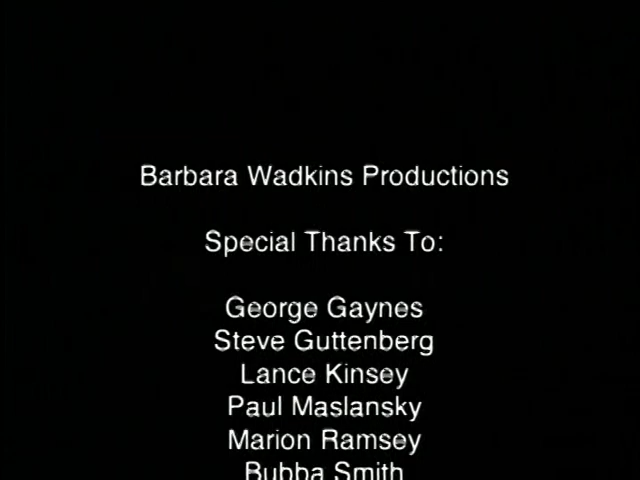 Barbara Wadkins Productions
Special Thanks To:
George Gaynes
Steve Guttenberg
Lance Kinsey
Paul Maslansky
Marion Ramsey
Bubba Smith